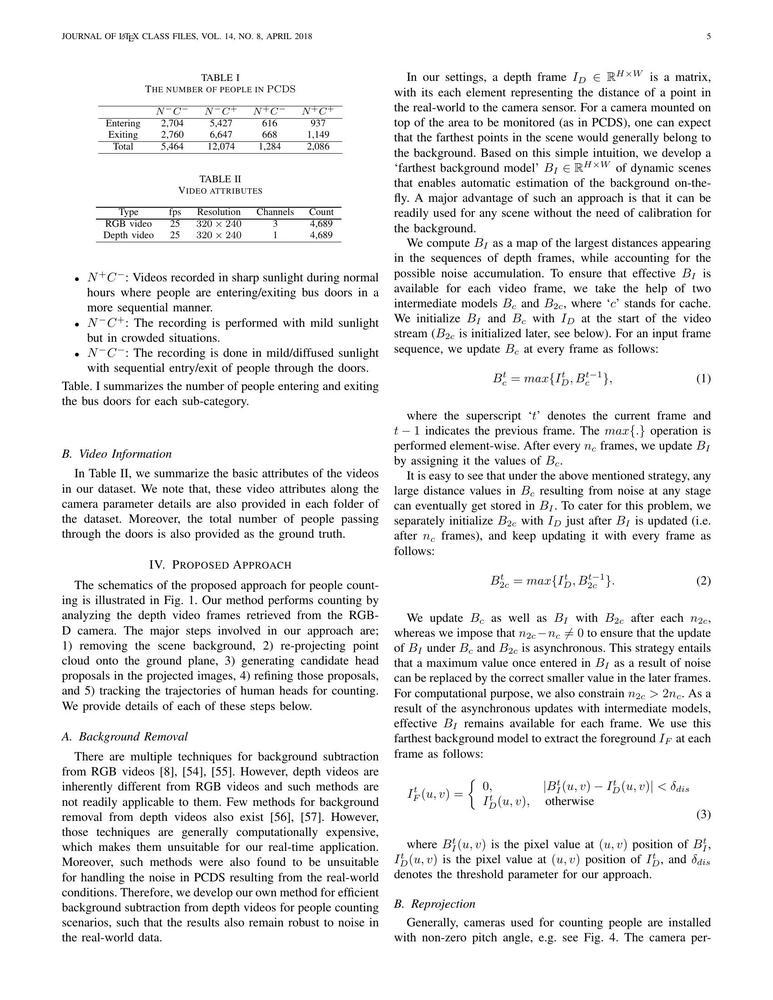 JOURNAL OF LATEX CLASS FILES, VOL. 14, NO. 8, APRIL 2018 5
TABLE I
THE NUMBER OF PEOPLE IN PCDS
N⁻C⁻ N⁻C⁺ N⁺C⁻ N⁺C⁺
Entering 2,704 5,427 616 937
Exiting 2,760 6,647 668 1,149
Total 5,464 12,074 1,284 2,086
TABLE II
VIDEO ATTRIBUTES
Type fps Resolution Channels Count
RGB video 25 320 × 240 3 4,689
Depth video 25 320 × 240 1 4,689
• N⁺C⁻: Videos recorded in sharp sunlight during normal
hours where people are entering/exiting bus doors in a
more sequential manner.
• N⁻C⁺: The recording is performed with mild sunlight
but in crowded situations.
• N⁻C⁻: The recording is done in mild/diffused sunlight
with sequential entry/exit of people through the doors.
Table. I summarizes the number of people entering and exiting
the bus doors for each sub-category.
B. Video Information
In Table II, we summarize the basic attributes of the videos
in our dataset. We note that, these video attributes along the
camera parameter details are also provided in each folder of
the dataset. Moreover, the total number of people passing
through the doors is also provided as the ground truth.
IV. PROPOSED APPROACH
The schematics of the proposed approach for people count-
ing is illustrated in Fig. 1. Our method performs counting by
analyzing the depth video frames retrieved from the RGB-
D camera. The major steps involved in our approach are;
1) removing the scene background, 2) re-projecting point
cloud onto the ground plane, 3) generating candidate head
proposals in the projected images, 4) refining those proposals,
and 5) tracking the trajectories of human heads for counting.
We provide details of each of these steps below.
A. Background Removal
There are multiple techniques for background subtraction
from RGB videos [8], [54], [55]. However, depth videos are
inherently different from RGB videos and such methods are
not readily applicable to them. Few methods for background
removal from depth videos also exist [56], [57]. However,
those techniques are generally computationally expensive,
which makes them unsuitable for our real-time application.
Moreover, such methods were also found to be unsuitable
for handling the noise in PCDS resulting from the real-world
conditions. Therefore, we develop our own method for efficient
background subtraction from depth videos for people counting
scenarios, such that the results also remain robust to noise in
the real-world data.
In our settings, a depth frame I_D ∈ ℝ^{H×W} is a matrix,
with its each element representing the distance of a point in
the real-world to the camera sensor. For a camera mounted on
top of the area to be monitored (as in PCDS), one can expect
that the farthest points in the scene would generally belong to
the background. Based on this simple intuition, we develop a
‘farthest background model’ B_I ∈ ℝ^{H×W} of dynamic scenes
that enables automatic estimation of the background on-the-
fly. A major advantage of such an approach is that it can be
readily used for any scene without the need of calibration for
the background.
We compute B_I as a map of the largest distances appearing
in the sequences of depth frames, while accounting for the
possible noise accumulation. To ensure that effective B_I is
available for each video frame, we take the help of two
intermediate models B_c and B_{2c}, where ‘c’ stands for cache.
We initialize B_I and B_c with I_D at the start of the video
stream (B_{2c} is initialized later, see below). For an input frame
sequence, we update B_c at every frame as follows:
B_c^t = max{I_D^t, B_c^{t−1}}, (1)
where the superscript ‘t’ denotes the current frame and
t − 1 indicates the previous frame. The max{.} operation is
performed element-wise. After every n_c frames, we update B_I
by assigning it the values of B_c.
It is easy to see that under the above mentioned strategy, any
large distance values in B_c resulting from noise at any stage
can eventually get stored in B_I. To cater for this problem, we
separately initialize B_{2c} with I_D just after B_I is updated (i.e.
after n_c frames), and keep updating it with every frame as
follows:
B_{2c}^t = max{I_D^t, B_{2c}^{t−1}}. (2)
We update B_c as well as B_I with B_{2c} after each n_{2c},
whereas we impose that n_{2c} − n_c ≠ 0 to ensure that the update
of B_I under B_c and B_{2c} is asynchronous. This strategy entails
that a maximum value once entered in B_I as a result of noise
can be replaced by the correct smaller value in the later frames.
For computational purpose, we also constrain n_{2c} > 2n_c. As a
result of the asynchronous updates with intermediate models,
effective B_I remains available for each frame. We use this
farthest background model to extract the foreground I_F at each
frame as follows:
I_F^t(u, v) = { 0, |B_I^t(u, v) − I_D^t(u, v)| < δ_{dis}
I_D^t(u, v), otherwise
(3)
where B_I^t(u, v) is the pixel value at (u, v) position of B_I^t,
I_D^t(u, v) is the pixel value at (u, v) position of I_D^t, and δ_{dis}
denotes the threshold parameter for our approach.
B. Reprojection
Generally, cameras used for counting people are installed
with non-zero pitch angle, e.g. see Fig. 4. The camera per-